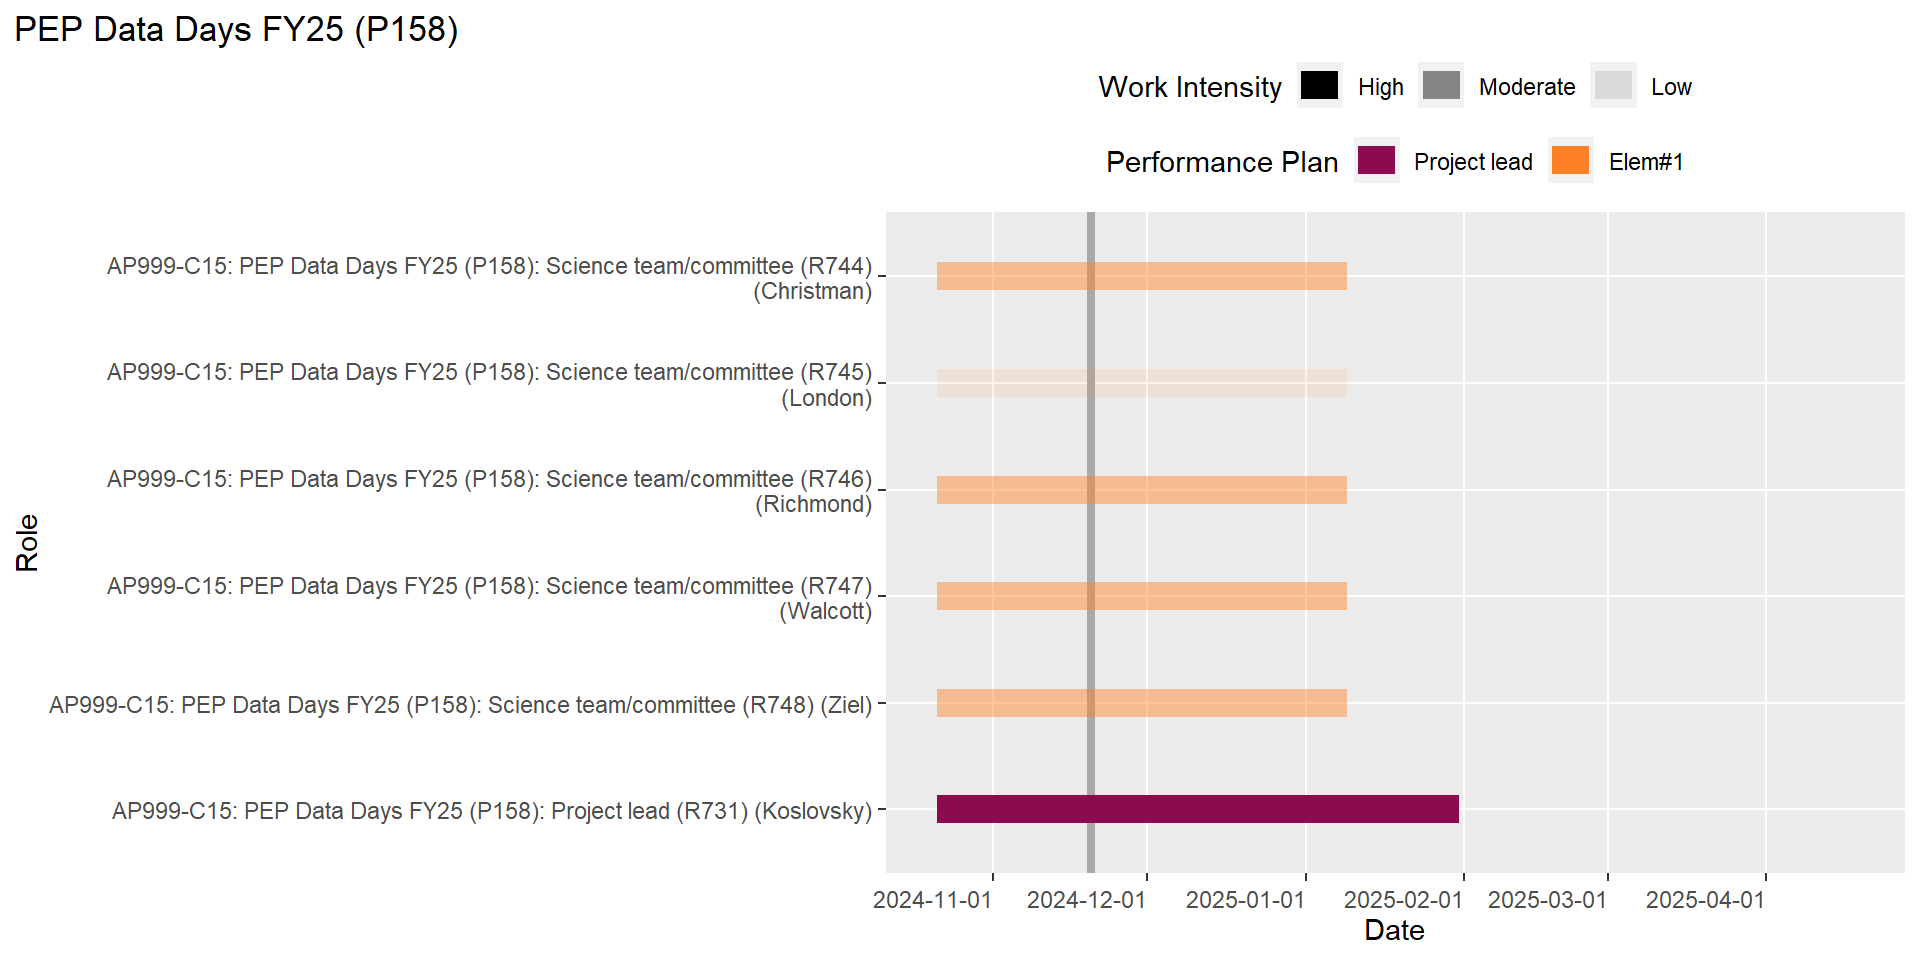 PEP Data Days FY25 (P158)
Work Intensity High Moderate Low
Performance Plan Project lead Elem#1
AP999-C15: PEP Data Days FY25 (P158): Science team/committee (R744)
(Christman)
AP999-C15: PEP Data Days FY25 (P158): Science team/committee (R745)
(London)
AP999-C15: PEP Data Days FY25 (P158): Science team/committee (R746)
(Richmond)
Role
AP999-C15: PEP Data Days FY25 (P158): Science team/committee (R747)
(Walcott)
AP999-C15: PEP Data Days FY25 (P158): Science team/committee (R748) (Ziel)
AP999-C15: PEP Data Days FY25 (P158): Project lead (R731) (Koslovsky)
2024-11-01 2024-12-01 2025-01-01 2025-02-01 2025-03-01 2025-04-01
Date